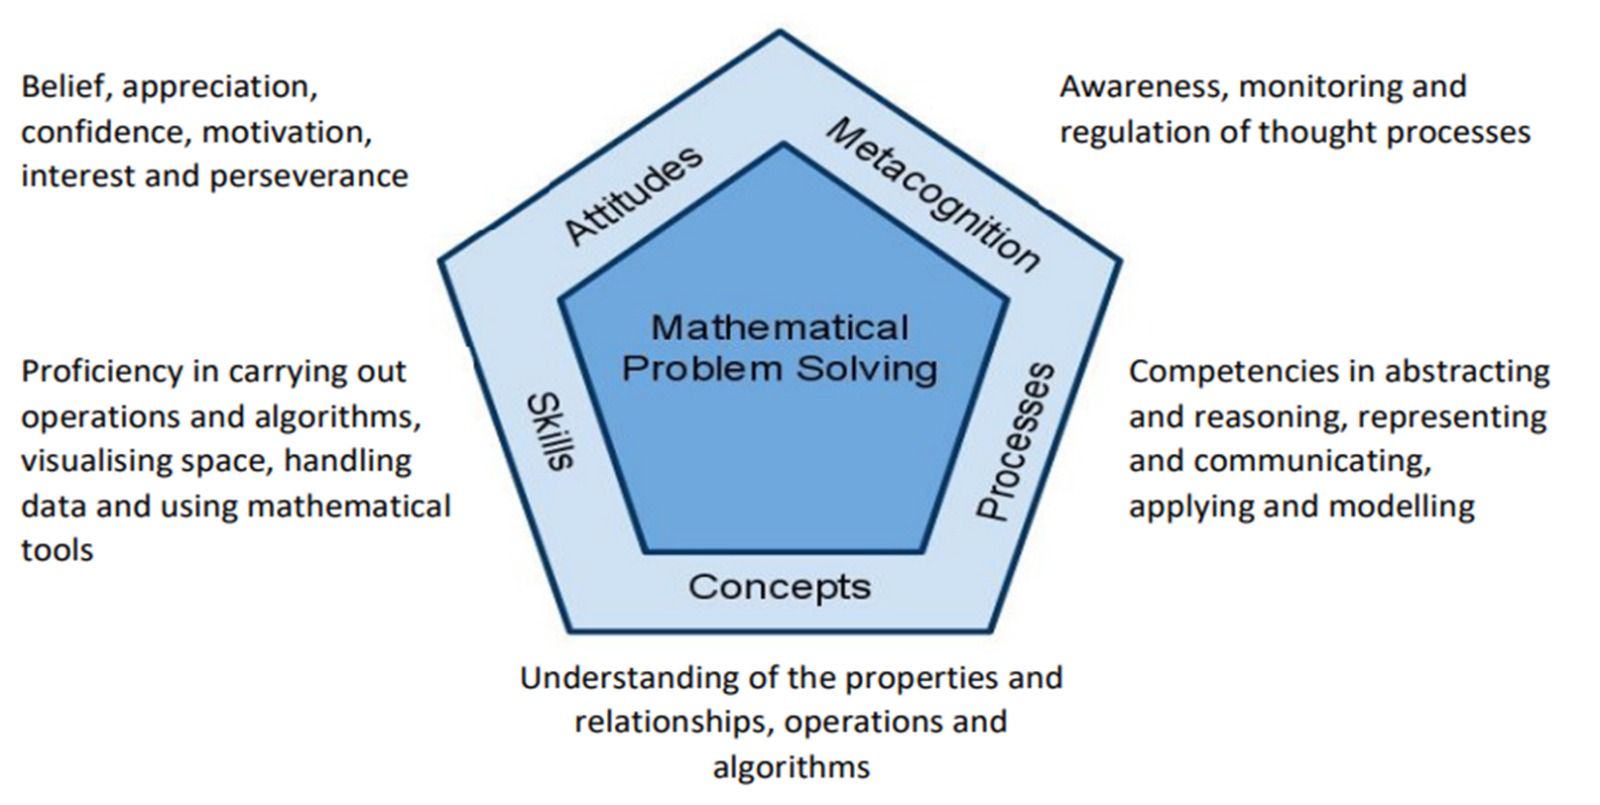 Belief, appreciation,
confidence, motivation,
interest and perseverance
Attitudes
Metacognition
Awareness, monitoring and
regulation of thought processes
Mathematical
Problem Solving
Proficiency in carrying out
operations and algorithms,
visualising space, handling
data and using mathematical
tools
Skills
Processes
Competencies in abstracting
and reasoning, representing
and communicating,
applying and modelling
Concepts
Understanding of the properties and
relationships, operations and
algorithms